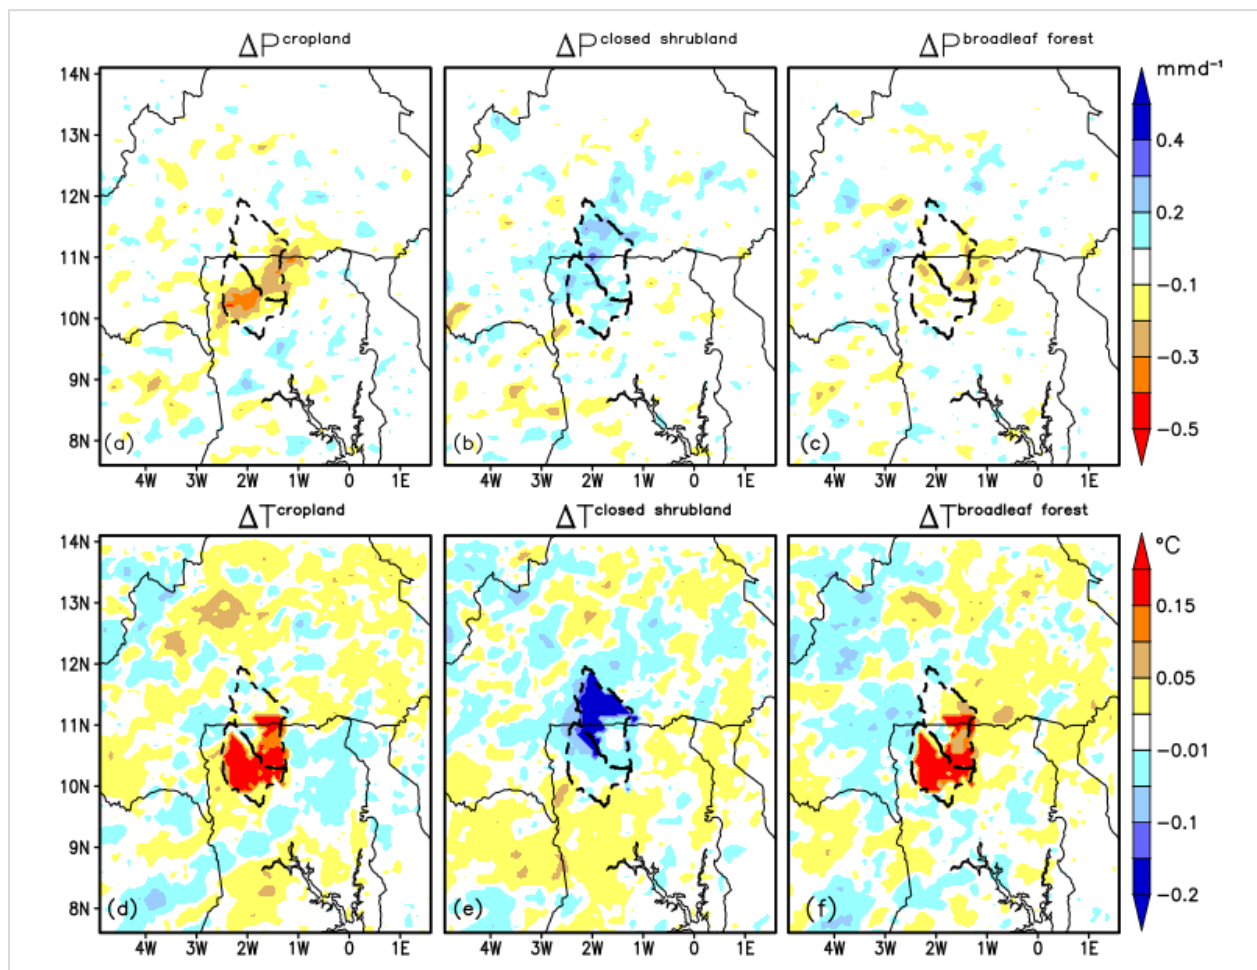 ΔP^cropland ΔP^closed shrubland ΔP^broadleaf forest
mmd⁻¹
14N
13N
12N
11N
10N
9N
8N
0.4
0.2
−0.1
−0.3
−0.5
(a) (b) (c)
4W 3W 2W 1W 0 1E 4W 3W 2W 1W 0 1E 4W 3W 2W 1W 0 1E
ΔT^cropland ΔT^closed shrubland ΔT^broadleaf forest
°C
14N
13N
12N
11N
10N
9N
8N
0.15
0.05
−0.01
−0.1
−0.2
(d) (e) (f)
4W 3W 2W 1W 0 1E 4W 3W 2W 1W 0 1E 4W 3W 2W 1W 0 1E